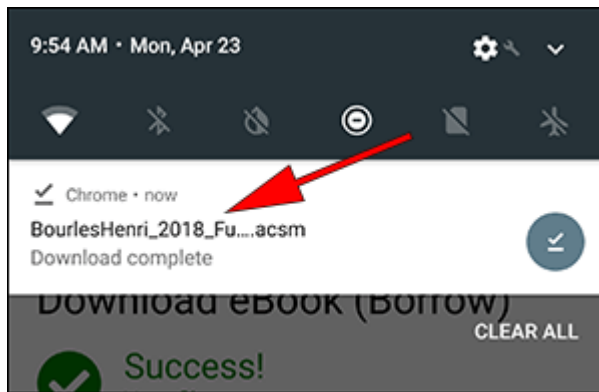 9:54 AM • Mon, Apr 23
Chrome • now
BourlesHenri_2018_Fu....acsm
Download complete
Download eBook (Borrow)
CLEAR ALL
Success!